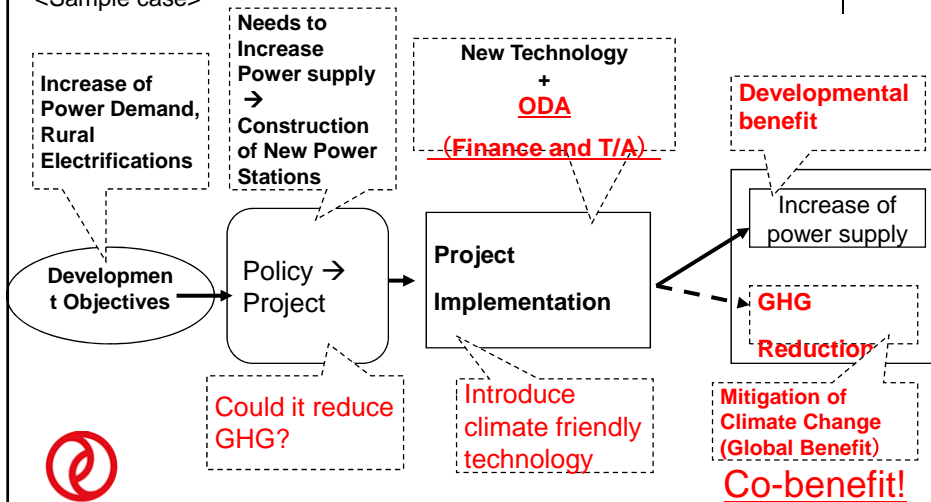 <Sample case>
Increase of
Power Demand,
Rural
Electrifications
Needs to
Increase
Power supply
→
Construction
of New Power
Stations
New Technology
+
ODA
（Finance and T/A）
Developmental
benefit
Developmen
t Objectives
Policy →
Project
Project
Implementation
Increase of
power supply
GHG
Reduction
Could it reduce
GHG?
Introduce
climate friendly
technology
Mitigation of
Climate Change
(Global Benefit）
Co-benefit!